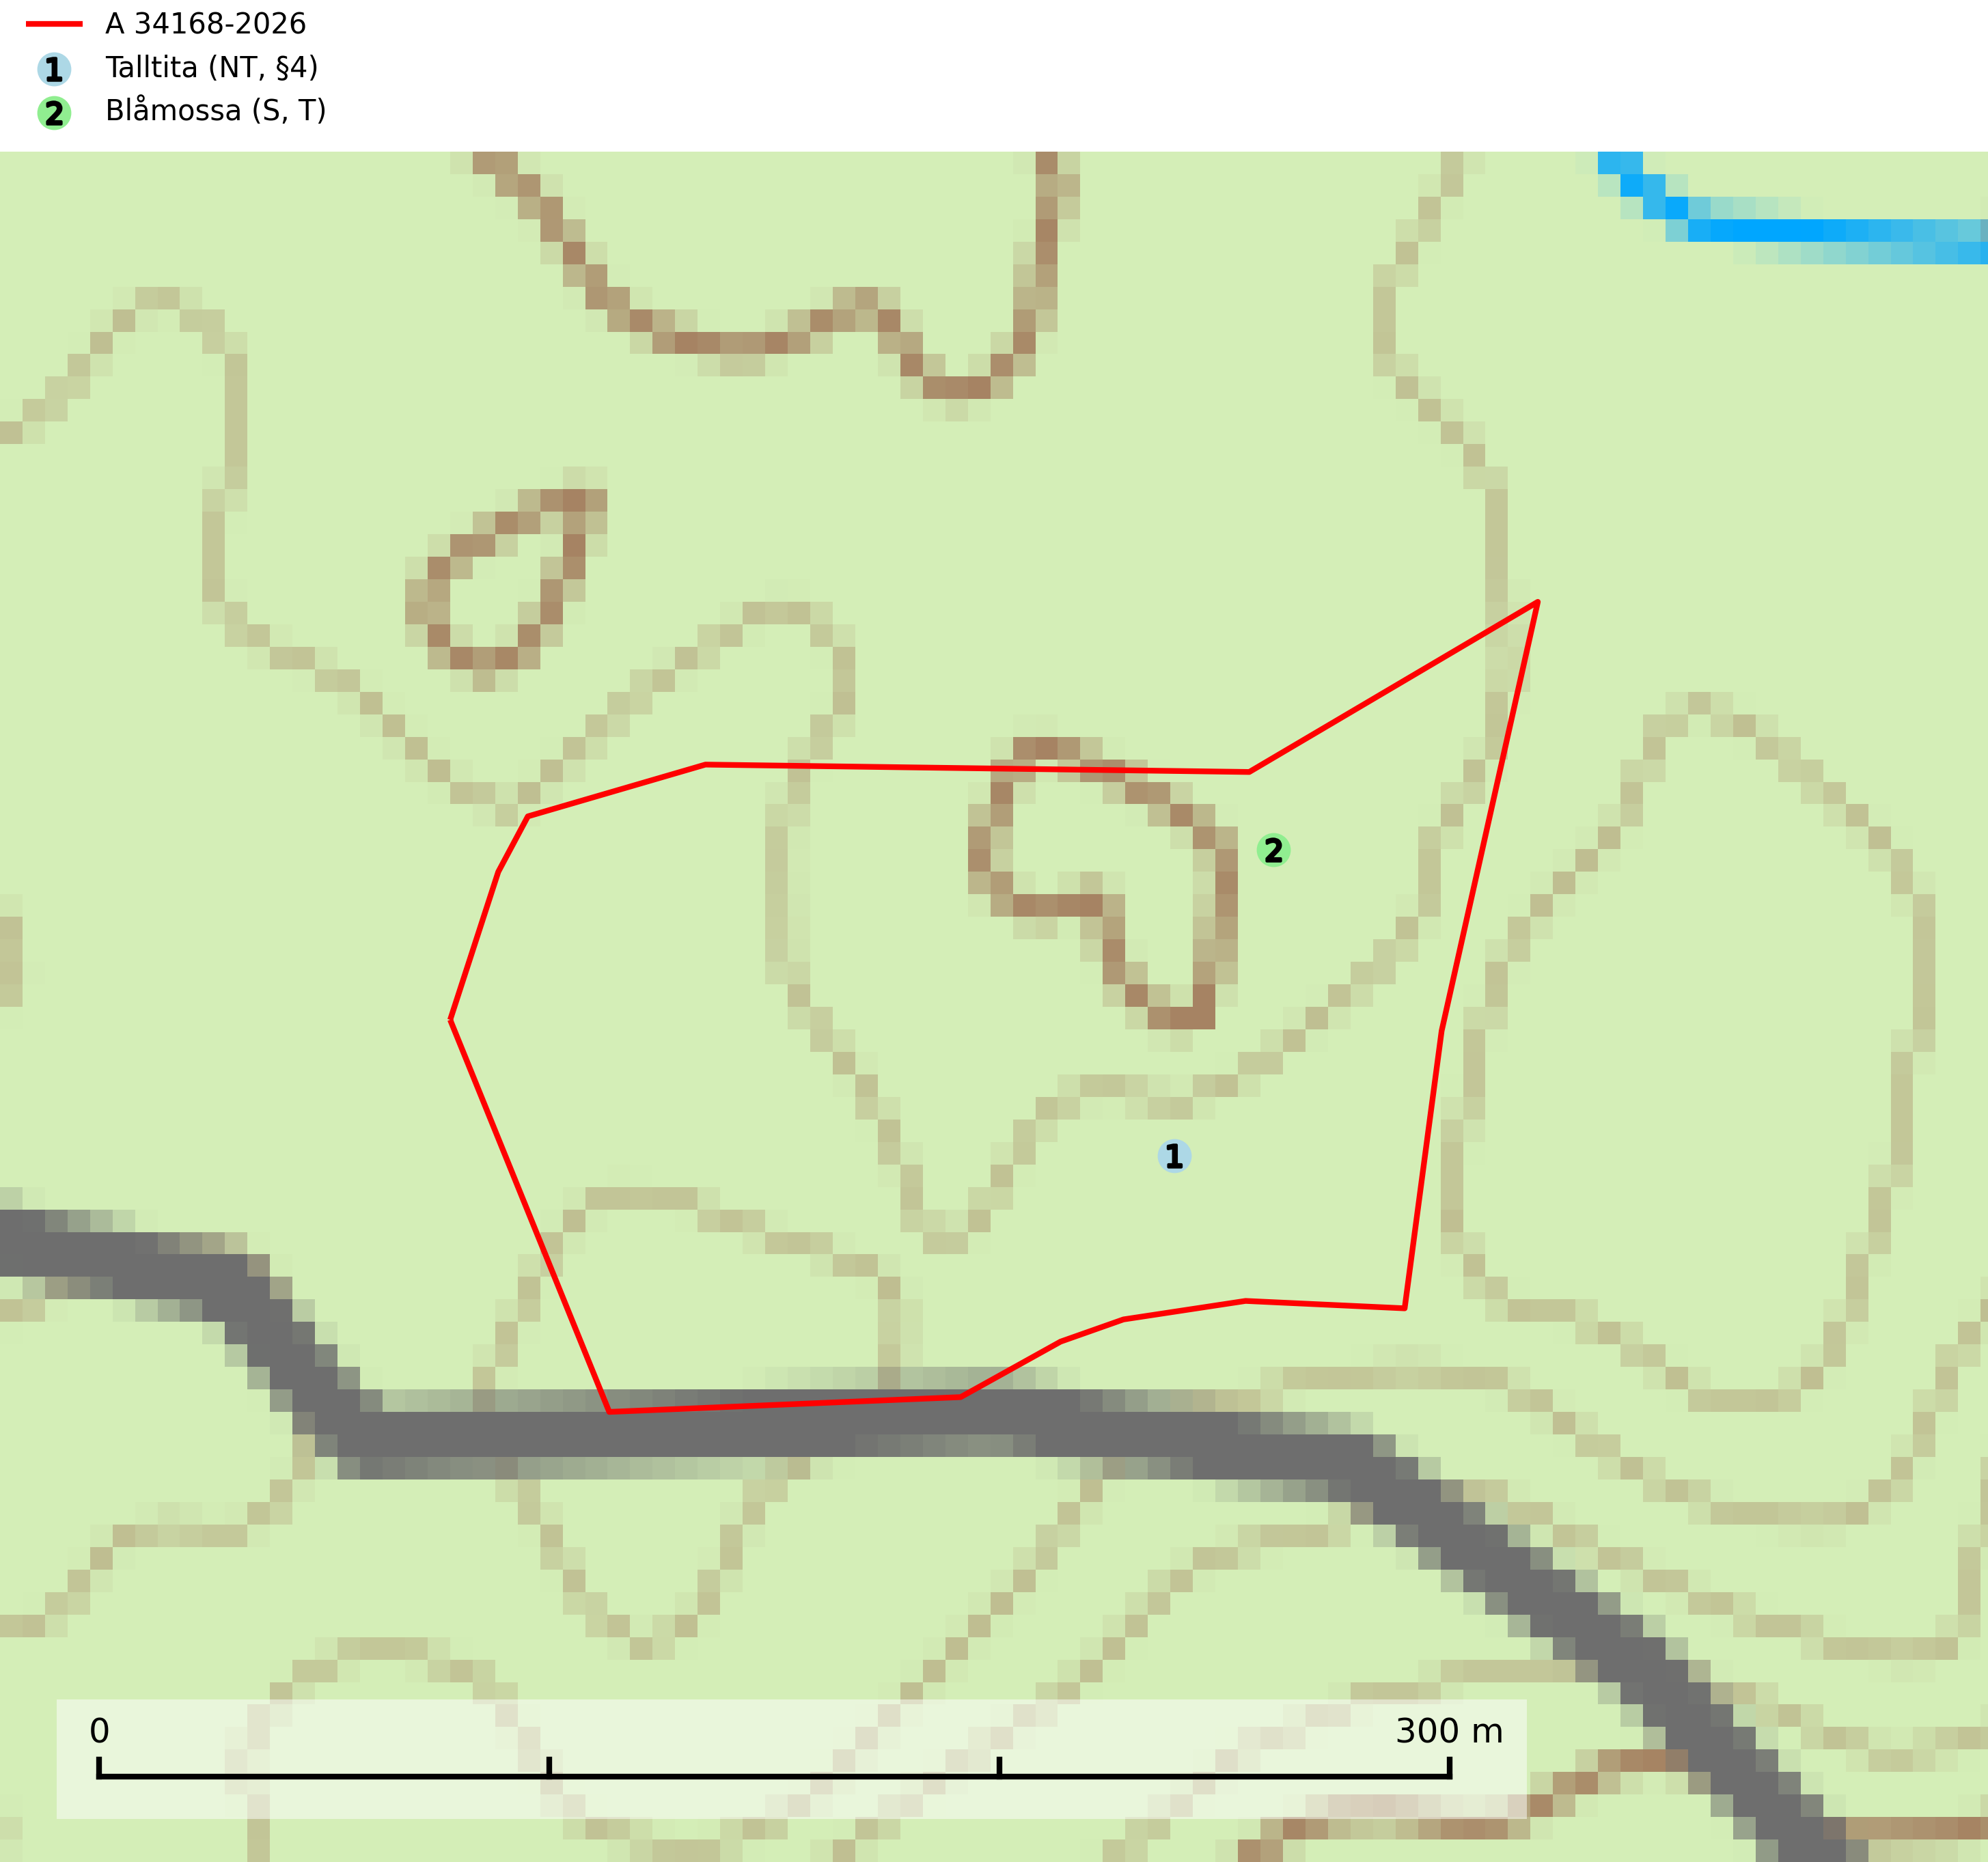 A 34168-2026
1 Talltita (NT, §4)
2 Blåmossa (S, T)
2
1
0 300 m